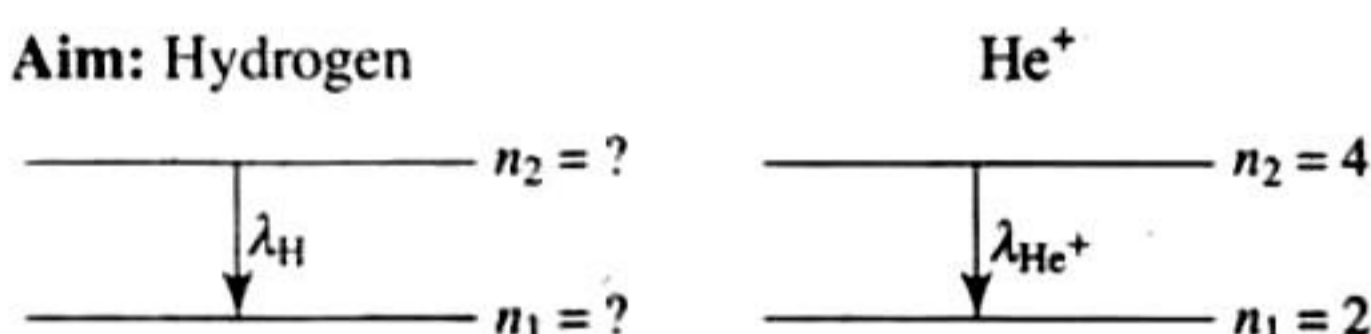 Aim: Hydrogen He⁺
n₂ = ? n₂ = 4
λH λHe⁺
n₁ = ? n₁ = 2